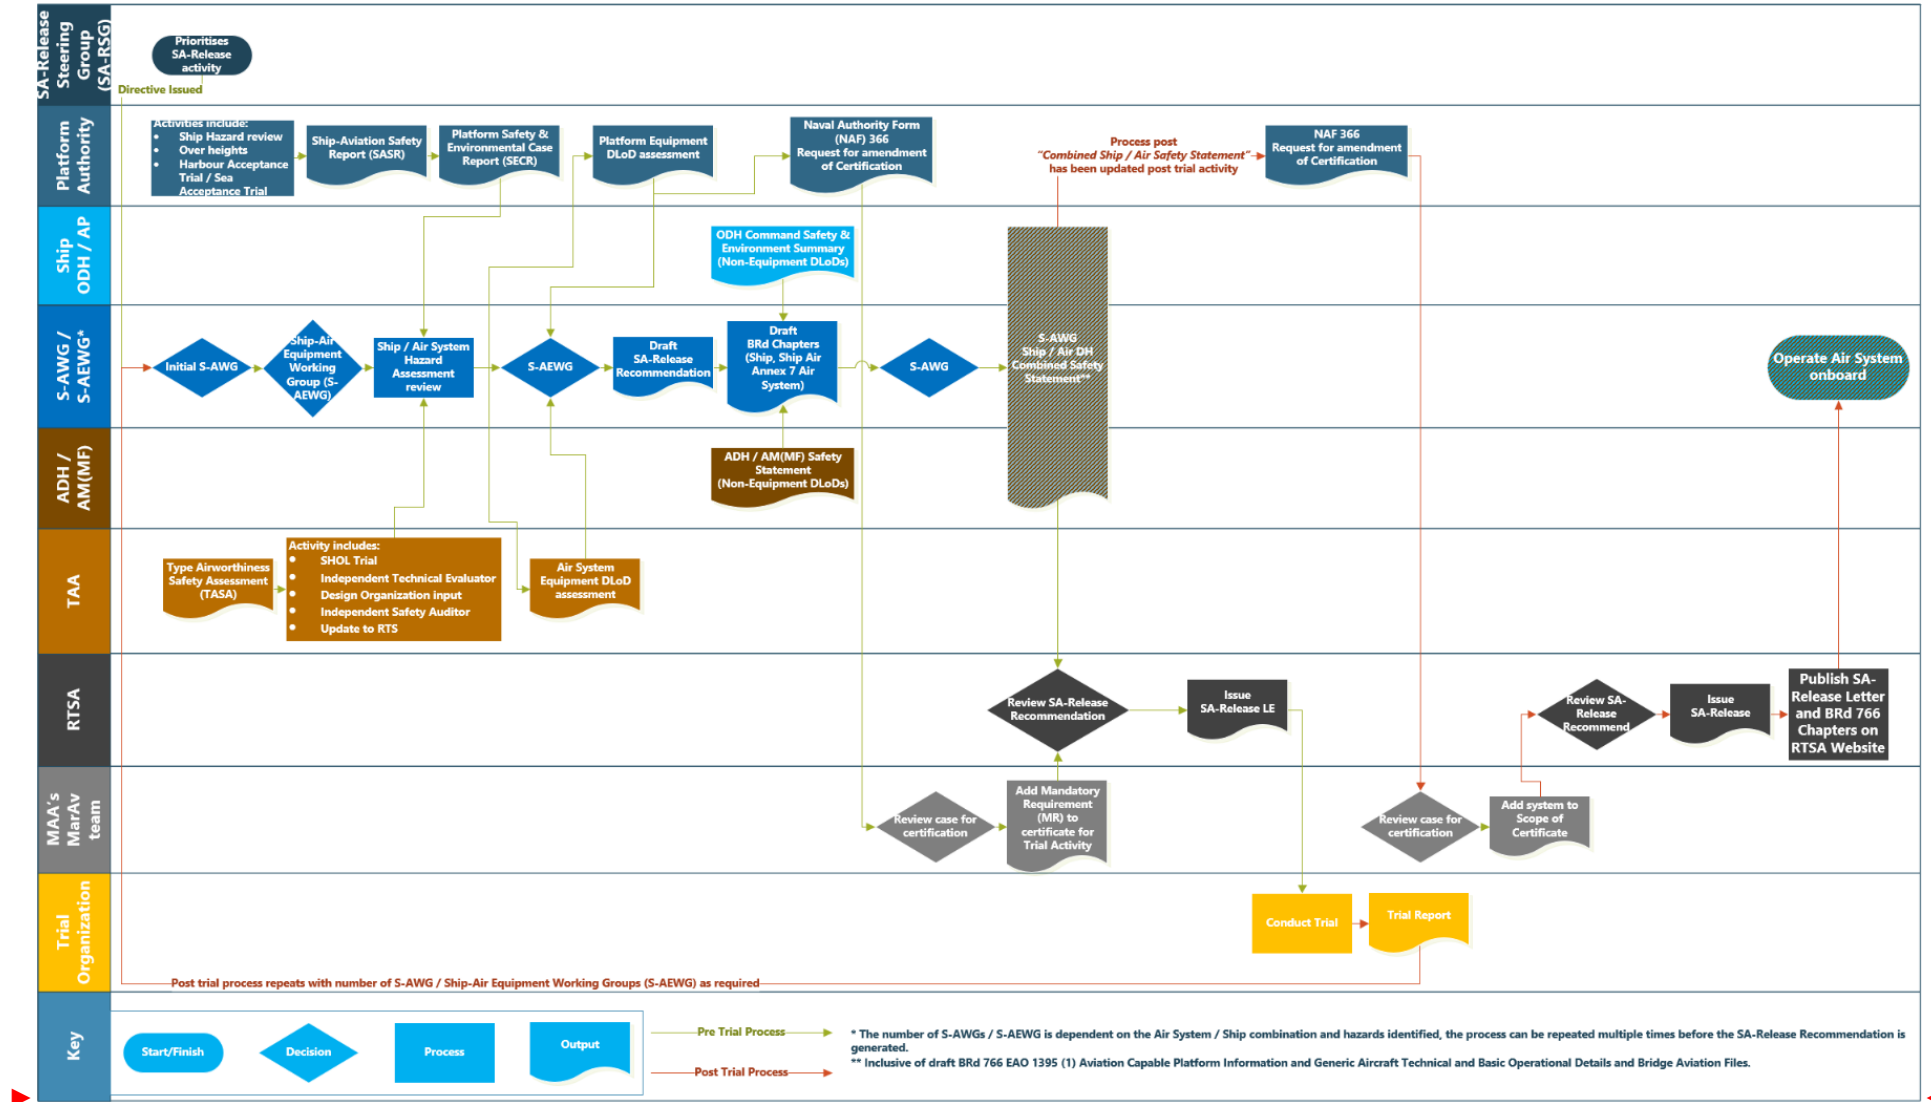 SA-Release
Steering
Group
(SA-RSG)
Prioritises
SA-Release
activity
Directive Issued
Platform
Authority
Activities include:
• Ship Hazard review
• Over heights
• Harbour Acceptance
Trial / Sea
Acceptance Trial
Ship-Aviation Safety
Report (SASR)
Platform Safety &
Environmental Case
Report (SECR)
Platform Equipment
DLoD assessment
Naval Authority Form
(NAF) 366
Request for amendment
of Certification
Process post
"Combined Ship / Air Safety Statement"
has been updated post trial activity
NAF 366
Request for amendment
of Certification
Ship
ODH / AP
ODH Command Safety &
Environment Summary
(Non-Equipment DLoDs)
S-AWG /
S-AEWG*
Initial S-AWG
Ship-Air
Equipment
Working
Group (S-
AEWG)
Ship / Air System
Hazard
Assessment
review
S-AEWG
Draft
SA-Release
Recommendation
Draft
BRd Chapters
(Ship, Ship Air
Annex 7 Air
System)
S-AWG
S-AWG
Ship / Air DH
Combined Safety
Statement**
Operate Air System
onboard
ADH /
AM(MF)
ADH / AM(MF) Safety
Statement
(Non-Equipment DLoDs)
TAA
Type Airworthiness
Safety Assessment
(TASA)
Activity includes:
• SHOL Trial
• Independent Technical Evaluator
• Design Organization input
• Independent Safety Auditor
• Update to RTS
Air System
Equipment DLoD
assessment
RTSA
Review SA-Release
Recommendation
Issue
SA-Release LE
Review SA-
Release
Recommend
Issue
SA-Release
Publish SA-
Release Letter
and BRd 766
Chapters on
RTSA Website
MAA's
MarAv
team
Review case for
certification
Add Mandatory
Requirement
(MR) to
certificate for
Trial Activity
Review case for
certification
Add system to
Scope of
Certificate
Trial
Organization
Conduct Trial
Trial Report
Post trial process repeats with number of S-AWG / Ship-Air Equipment Working Groups (S-AEWG) as required
Key
Start/Finish
Decision
Process
Output
Pre Trial Process
Post Trial Process
* The number of S-AWGs / S-AEWG is dependent on the Air System / Ship combination and hazards identified, the process can be repeated multiple times before the SA-Release Recommendation is
generated.
** Inclusive of draft BRd 766 EAO 1395 (1) Aviation Capable Platform Information and Generic Aircraft Technical and Basic Operational Details and Bridge Aviation Files.